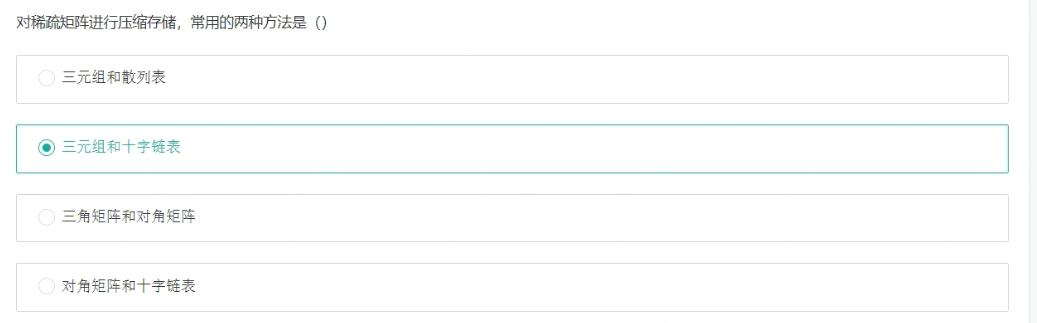 对稀疏矩阵进行压缩存储，常用的两种方法是（）
三元组和散列表
三元组和十字链表
三角矩阵和对角矩阵
对角矩阵和十字链表